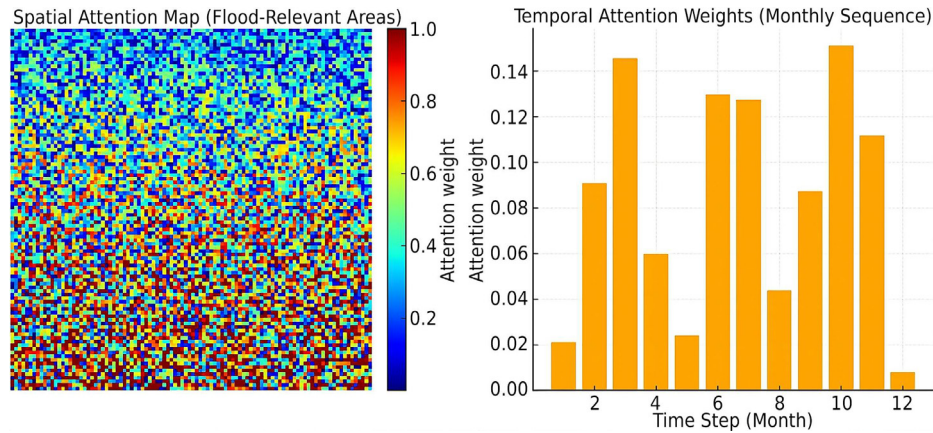 Spatial Attention Map (Flood-Relevant Areas)
1.0
0.8
0.6
0.4
0.2
Attention weight
Temporal Attention Weights (Monthly Sequence)
Attention weight
0.14
0.12
0.10
0.08
0.06
0.04
0.02
0.00
2 4 6 8 10 12
Time Step (Month)